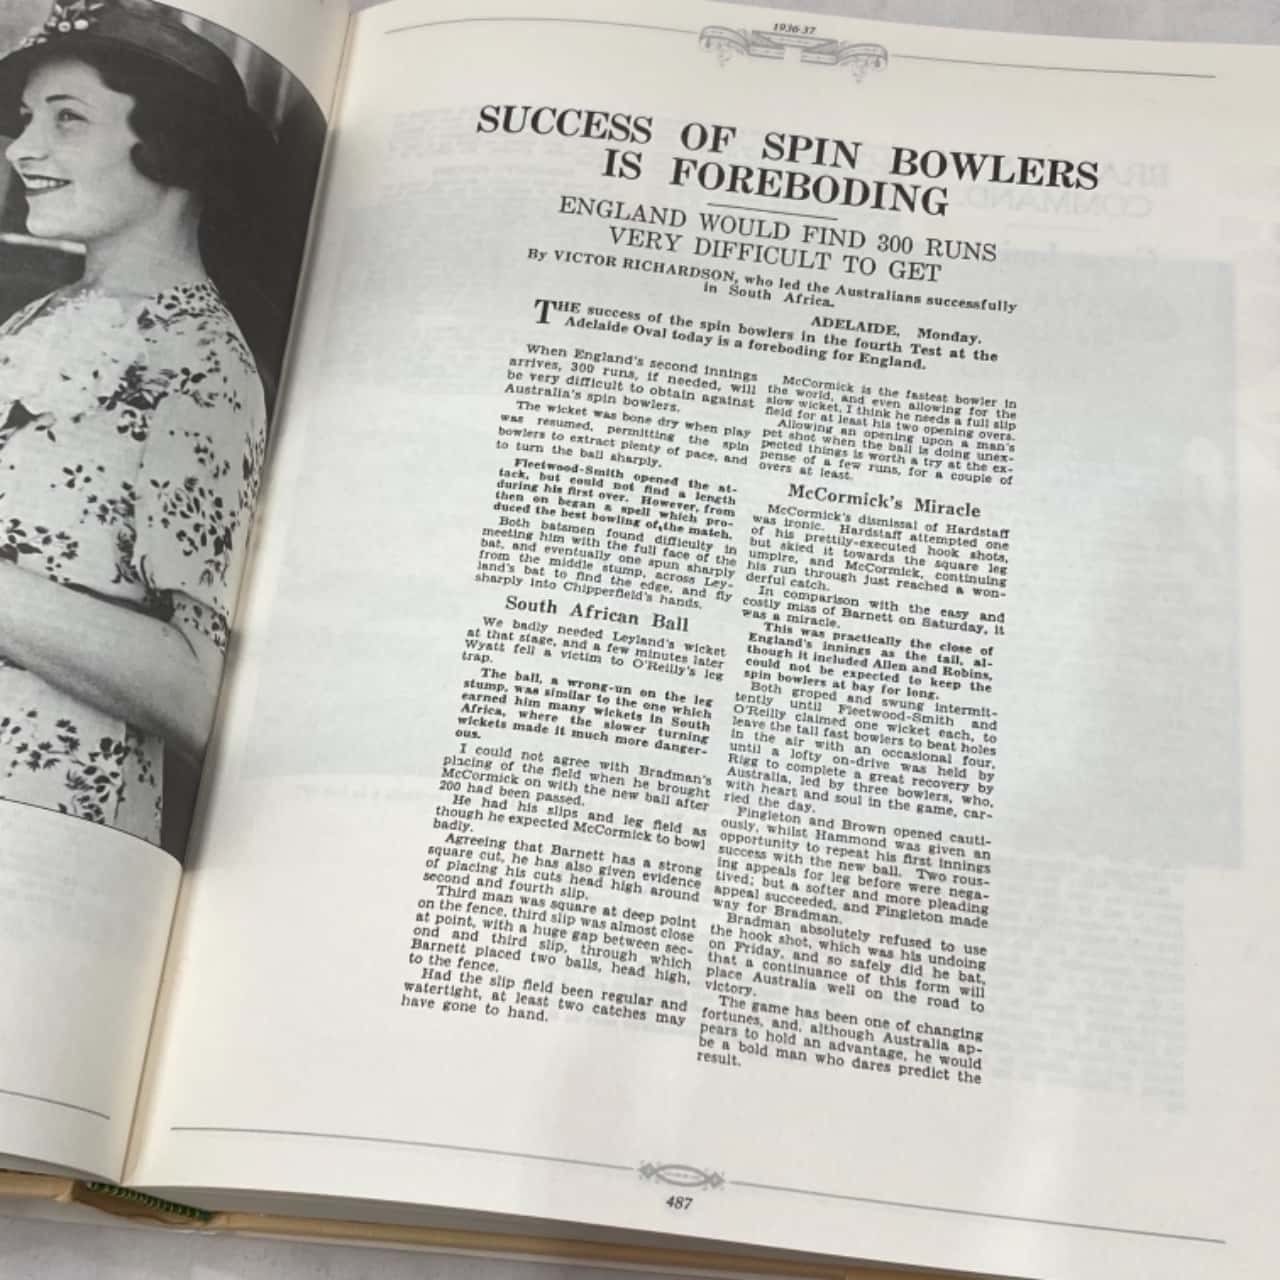 1936-37
SUCCESS OF SPIN BOWLERS
IS FOREBODING
ENGLAND WOULD FIND 300 RUNS
VERY DIFFICULT TO GET
By VICTOR RICHARDSON, who led the Australians successfully
in South Africa.
ADELAIDE, Monday.
THE success of the spin bowlers in the fourth Test at the
Adelaide Oval today is a foreboding for England.
When England's second innings
arrives, 300 runs, if needed, will
be very difficult to obtain against
Australia's spin bowlers.
The wicket was bone dry when play
was resumed, permitting the spin
bowlers to extract plenty of pace, and
to turn the ball sharply.
Fleetwood-Smith opened the at-
tack, but could not find a length
during his first over. However, from
then on began a spell which pro-
duced the best bowling of the match.
Both batsmen found difficulty in
meeting him with the full face of the
bat, and eventually one spun sharply
from the middle stump, across Ley-
land's bat to find the edge, and fly
sharply into Chipperfield's hands.
South African Ball
We badly needed Leyland's wicket
at that stage, and a few minutes later
Wyatt fell a victim to O'Reilly's leg
trap.
The ball, a wrong-un on the leg
stump, was similar to the one which
earned him many wickets in South
Africa, where the slower turning
wickets made it much more danger-
ous.
I could not agree with Bradman's
placing of the field when he brought
McCormick on with the new ball after
200 had been passed.
He had his slips and leg field as
though he expected McCormick to bowl
badly.
Agreeing that Barnett has a strong
square cut, he has also given evidence
of placing his cuts head high around
second and fourth slip.
Third man was square at deep point
on the fence, third slip was almost close
at point, with a huge gap between sec-
ond and third slip, through which
Barnett placed two balls, head high,
to the fence.
Had the slip field been regular and
watertight, at least two catches may
have gone to hand.
McCormick is the fastest bowler in
the world, and even allowing for the
slow wicket, I think he needs a full slip
field for at least his two opening overs.
Allowing an opening upon a man's
pet shot when the ball is doing unex-
pected things is worth a try at the ex-
pense of a few runs, for a couple of
overs at least.
McCormick's Miracle
McCormick's dismissal of Hardstaff
was ironic. Hardstaff attempted one
of his prettily-executed hook shots,
but skied it towards the square leg
umpire, and McCormick, continuing
his run through just reached a won-
derful catch.
In comparison with the easy and
costly miss of Barnett on Saturday, it
was a miracle.
This was practically the close of
England's innings as the tail, al-
though it included Allen and Robins,
could not be expected to keep the
spin bowlers at bay for long.
Both groped and swung intermit-
tently until Fleetwood-Smith and
O'Reilly claimed one wicket each, to
leave the tail fast bowlers to beat holes
in the air with an occasional four,
until a lofty on-drive was held by
Rigg to complete a great recovery by
Australia, led by three bowlers, who,
with heart and soul in the game, car-
ried the day.
Fingleton and Brown opened cauti-
ously, whilst Hammond was given an
opportunity to repeat his first innings
success with the new ball. Two rous-
ing appeals for leg before were nega-
tived; but a softer and more pleading
appeal succeeded, and Fingleton made
way for Bradman.
Bradman absolutely refused to use
the hook shot, which was his undoing
on Friday, and so safely did he bat,
that a continuance of this form will
place Australia well on the road to
victory.
The game has been one of changing
fortunes, and, although Australia ap-
pears to hold an advantage, he would
be a bold man who dares predict the
result.
487